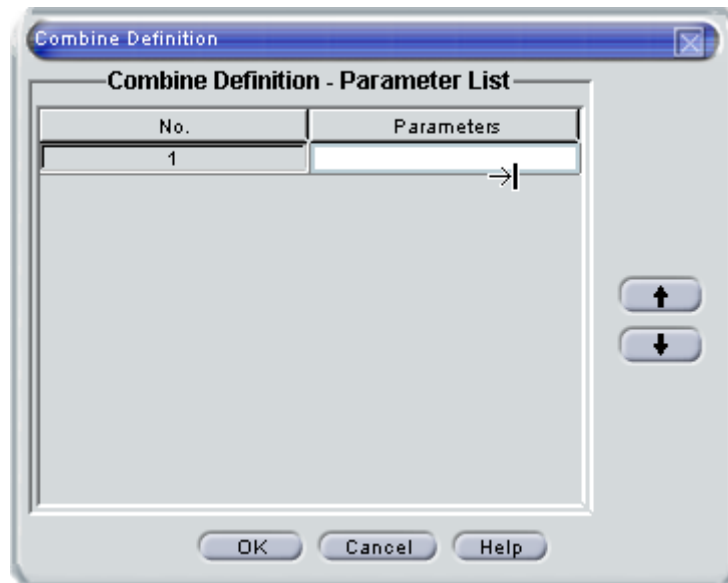 Combine Definition
Combine Definition - Parameter List
No. Parameters
1
OK Cancel Help